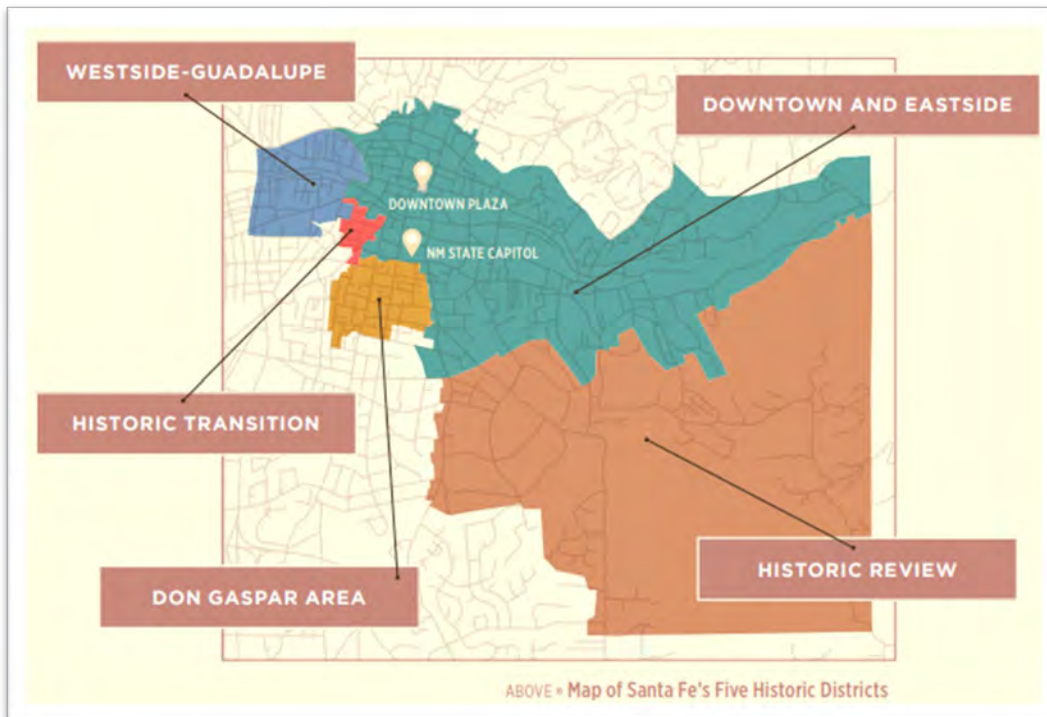 WESTSIDE-GUADALUPE
DOWNTOWN AND EASTSIDE
DOWNTOWN PLAZA
NM STATE CAPITOL
HISTORIC TRANSITION
DON GASPAR AREA
HISTORIC REVIEW
ABOVE • Map of Santa Fe's Five Historic Districts